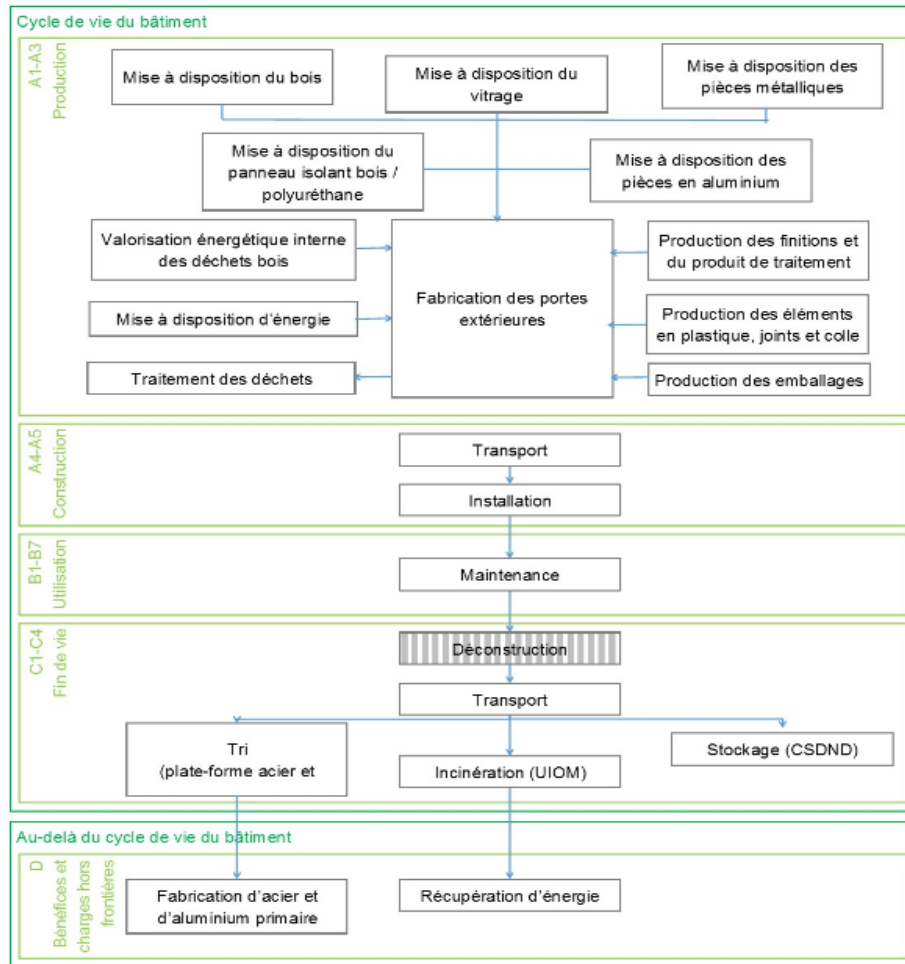 Cycle de vie du bâtiment
A1-A3
Production
Mise à disposition du bois
Mise à disposition du
vitrage
Mise à disposition des
pièces métalliques
Mise à disposition du
panneau isolant bois /
polyuréthane
Mise à disposition des
pièces en aluminium
Valorisation énergétique interne
des déchets bois
Mise à disposition d'énergie
Traitement des déchets
Fabrication des portes
extérieures
Production des finitions et
du produit de traitement
Production des éléments
en plastique, joints et colle
Production des emballages
A4-A5
Construction
Transport
Installation
B1-B7
Utilisation
Maintenance
C1-C4
Fin de vie
Déconstruction
Transport
Tri
(plate-forme acier et
Incinération (UIOM)
Stockage (CSDND)
Au-delà du cycle de vie du bâtiment
D
Bénéfices et
charges hors
frontières
Fabrication d'acier et
d'aluminium primaire
Récupération d'énergie